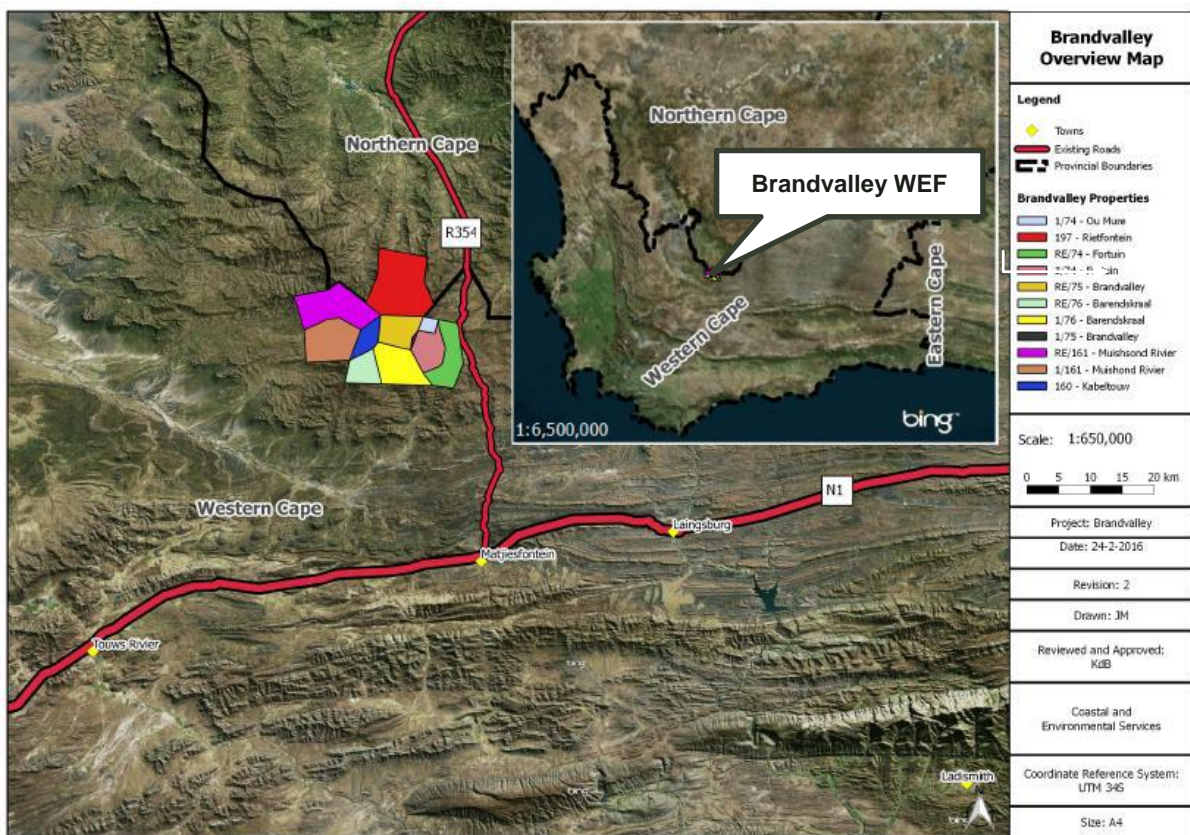 Northern Cape
R354
Western Cape
N1
Laingsburg
Matjiesfontein
Touws Rivier
Ladismith
bing
bing
bing
Northern Cape
Brandvalley WEF
Western Cape
Eastern Cape
1:6,500,000
bing
Brandvalley
Overview Map
Legend
Towns
Existing Roads
Provincial Boundaries
Brandvalley Properties
1/74 - Ou Mure
197 - Rietfontein
RE/74 - Fortuin
RE/75 - Brandvalley
RE/76 - Barendskraal
1/76 - Barendskraal
1/75 - Brandvalley
RE/161 - Muishsond Rivier
1/161 - Muishond Rivier
160 - Kabeltouw
Scale: 1:650,000
0 5 10 15 20 km
Project: Brandvalley
Date: 24-2-2016
Revision: 2
Drawn: JM
Reviewed and Approved:
KdB
Coastal and
Environmental Services
Coordinate Reference System:
UTM 34S
Size: A4